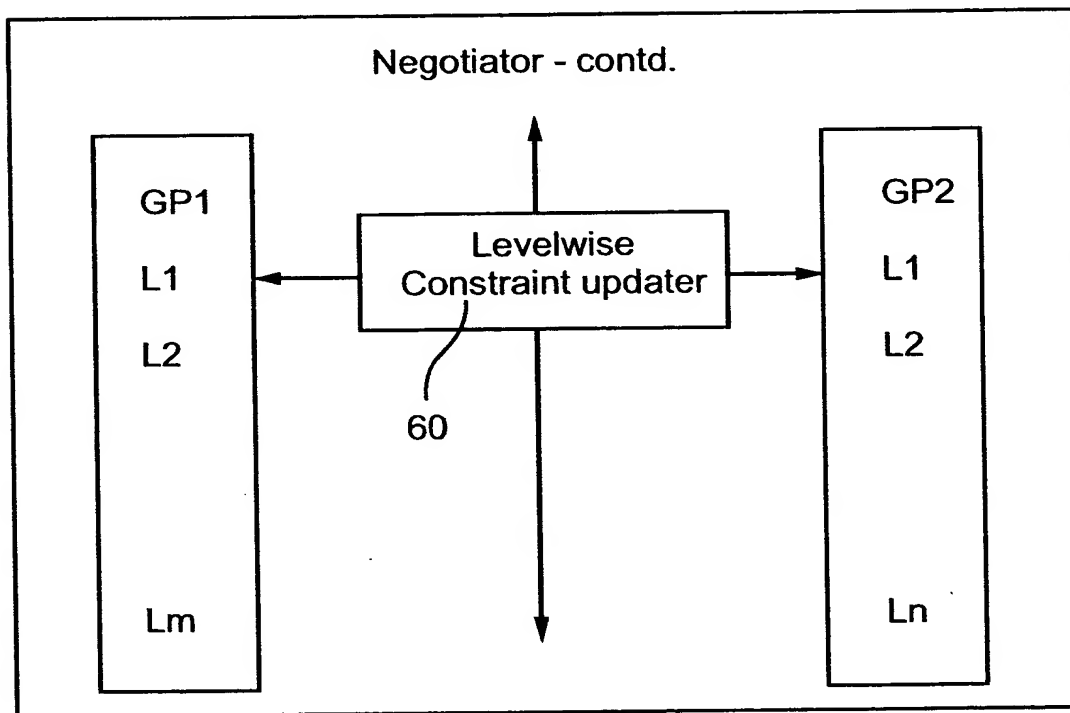 Negotiator - contd.
GP1
L1
L2
Lm
Levelwise
Constraint updater
60
GP2
L1
L2
Ln